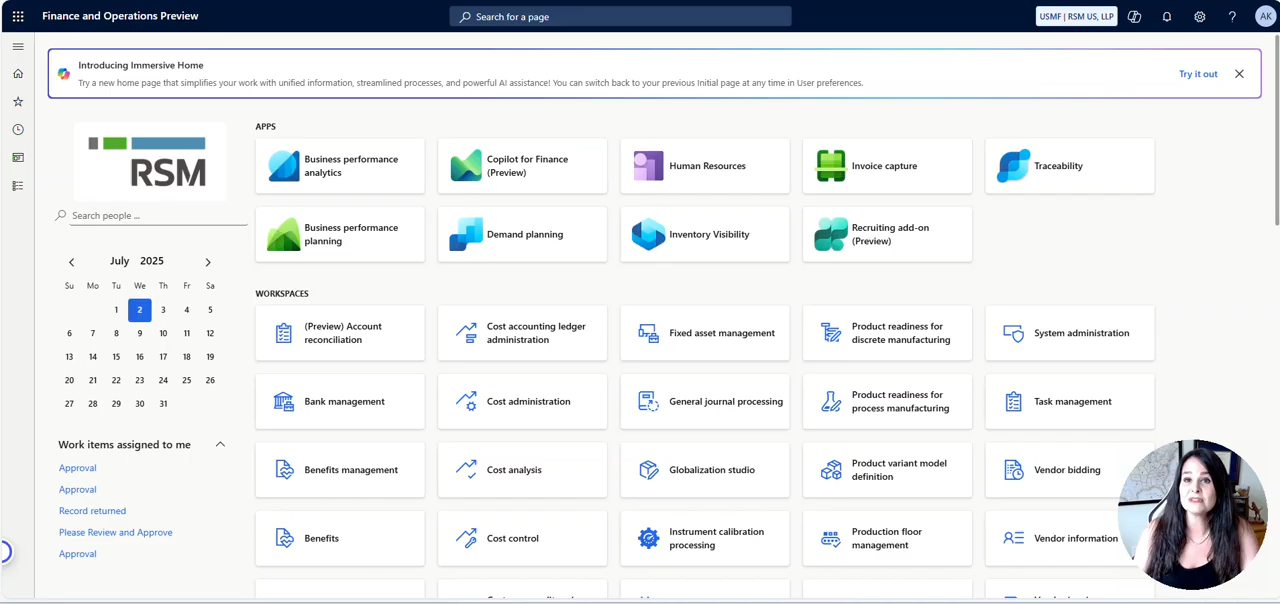 Finance and Operations Preview
Search for a page
USMF | RSM US, LLP
?
AK
Introducing Immersive Home
Try a new home page that simplifies your work with unified information, streamlined processes, and powerful AI assistance! You can switch back to your previous Initial page at any time in User preferences.
Try it out
RSM
Search people ...
July 2025
Su Mo Tu We Th Fr Sa
1 2 3 4 5
6 7 8 9 10 11 12
13 14 15 16 17 18 19
20 21 22 23 24 25 26
27 28 29 30 31
Work items assigned to me
Approval
Approval
Record returned
Please Review and Approve
Approval
APPS
Business performance
analytics
Copilot for Finance
(Preview)
Human Resources
Invoice capture
Traceability
Business performance
planning
Demand planning
Inventory Visibility
Recruiting add-on
(Preview)
WORKSPACES
(Preview) Account
reconciliation
Cost accounting ledger
administration
Fixed asset management
Product readiness for
discrete manufacturing
System administration
Bank management
Cost administration
General journal processing
Product readiness for
process manufacturing
Task management
Benefits management
Cost analysis
Globalization studio
Product variant model
definition
Vendor bidding
Benefits
Cost control
Instrument calibration
processing
Production floor
management
Vendor information